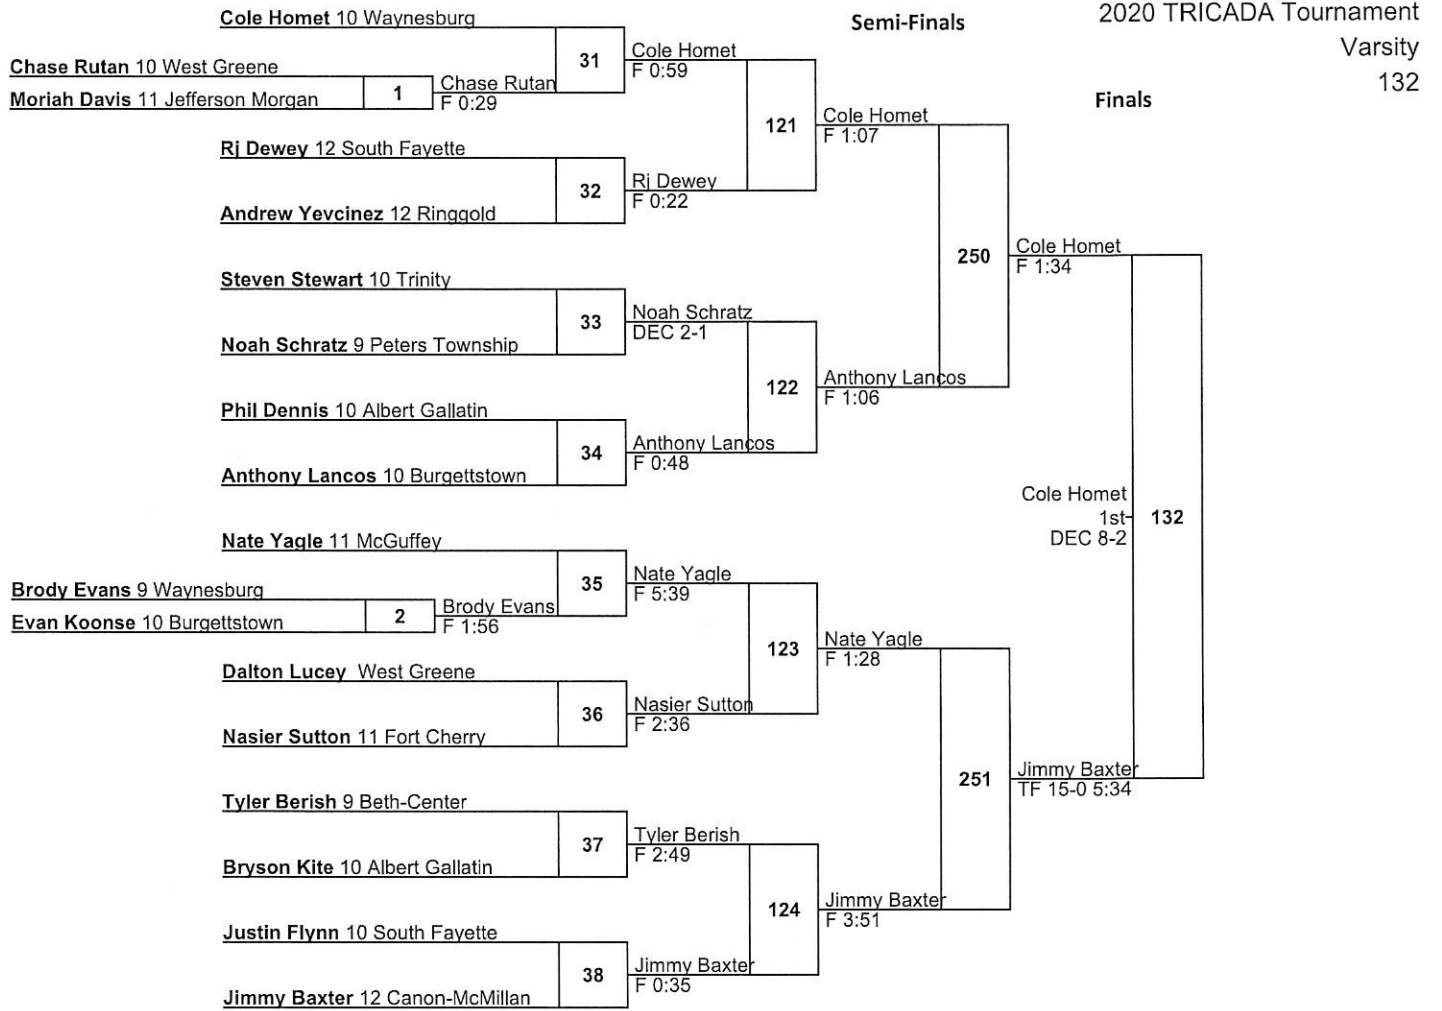 2020 TRICADA Tournament
Varsity
132
Semi-Finals
Finals
Cole Homet 10 Waynesburg
31
Cole Homet
F 0:59
Chase Rutan 10 West Greene
Moriah Davis 11 Jefferson Morgan
1
Chase Rutan
F 0:29
121
Cole Homet
F 1:07
Rj Dewey 12 South Fayette
32
Rj Dewey
F 0:22
Andrew Yevcinez 12 Ringgold
250
Cole Homet
F 1:34
Steven Stewart 10 Trinity
33
Noah Schratz
DEC 2-1
Noah Schratz 9 Peters Township
122
Anthony Lancos
F 1:06
Phil Dennis 10 Albert Gallatin
34
Anthony Lancos
F 0:48
Anthony Lancos 10 Burgettstown
Cole Homet
1st
DEC 8-2
132
Nate Yagle 11 McGuffey
35
Nate Yagle
F 5:39
Brody Evans 9 Waynesburg
Evan Koonse 10 Burgettstown
2
Brody Evans
F 1:56
123
Nate Yagle
F 1:28
Dalton Lucey West Greene
36
Nasier Sutton
F 2:36
Nasier Sutton 11 Fort Cherry
251
Jimmy Baxter
TF 15-0 5:34
Tyler Berish 9 Beth-Center
37
Tyler Berish
F 2:49
Bryson Kite 10 Albert Gallatin
124
Jimmy Baxter
F 3:51
Justin Flynn 10 South Fayette
38
Jimmy Baxter
F 0:35
Jimmy Baxter 12 Canon-McMillan